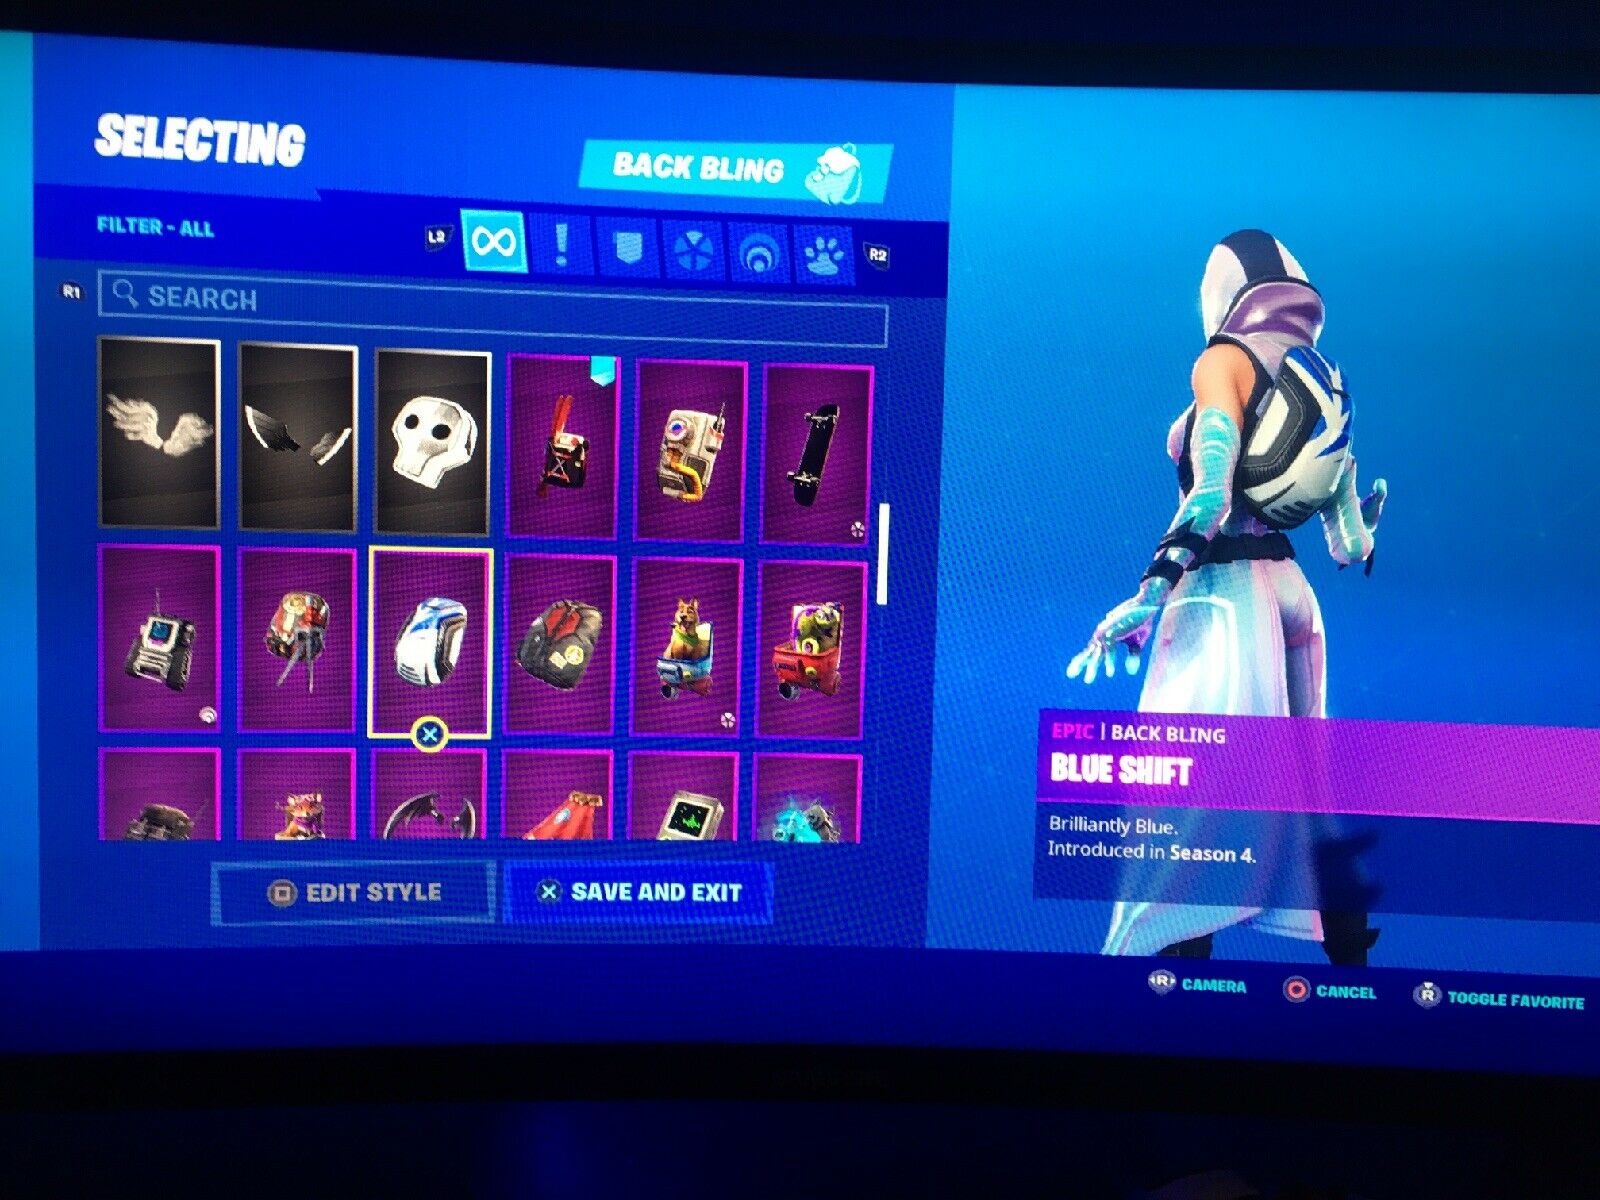 SELECTING
BACK BLING
FILTER - ALL
L2
R2
R1
SEARCH
EPIC | BACK BLING
BLUE SHIFT
Brilliantly Blue.
Introduced in Season 4.
EDIT STYLE
SAVE AND EXIT
R CAMERA
CANCEL
R TOGGLE FAVORITE